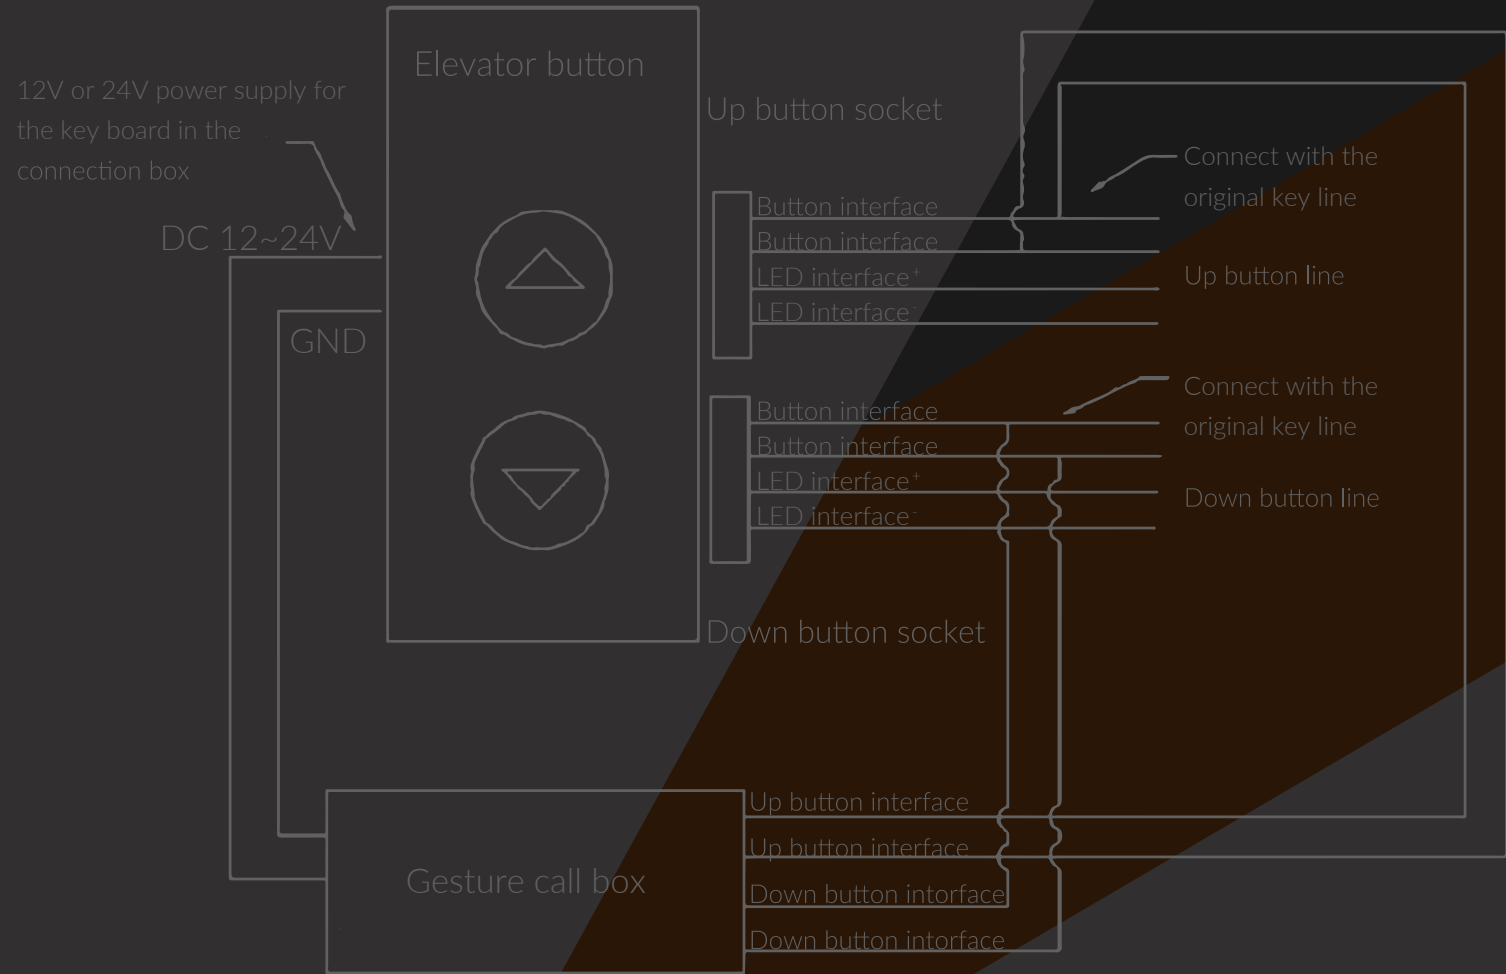 Elevator button
12V or 24V power supply for
the key board in the
connection box
DC 12~24V
GND
Up button socket
Button interface
Button interface
LED interface+
LED interface-
Connect with the
original key line
Up button line
Button interface
Button interface
LED interface+
LED interface-
Connect with the
original key line
Down button line
Down button socket
Gesture call box
Up button interface
Up button interface
Down button intorface
Down button intorface